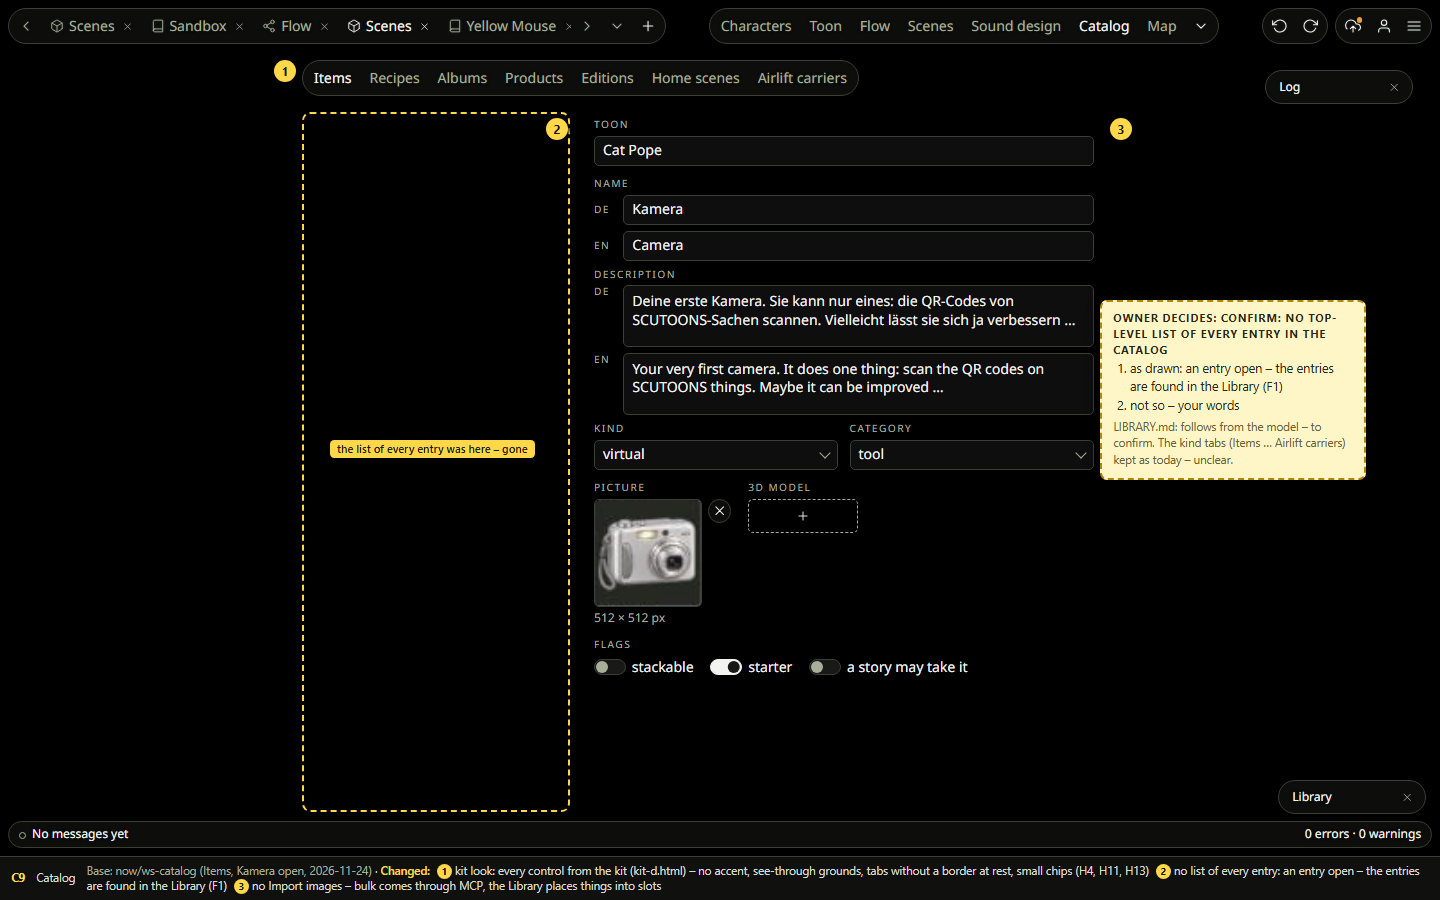 Scenes × Sandbox × Flow × Scenes × Yellow Mouse ×
Characters Toon Flow Scenes Sound design Catalog Map
1 Items Recipes Albums Products Editions Home scenes Airlift carriers
Log ×
2
TOON
3
Cat Pope
NAME
DE Kamera
EN Camera
DESCRIPTION
DE Deine erste Kamera. Sie kann nur eines: die QR-Codes von
SCUTOONS-Sachen scannen. Vielleicht lässt sie sich ja verbessern ...
EN Your very first camera. It does one thing: scan the QR codes on
SCUTOONS things. Maybe it can be improved ...
OWNER DECIDES: CONFIRM: NO TOP-
LEVEL LIST OF EVERY ENTRY IN THE
CATALOG
1. as drawn: an entry open – the entries
are found in the Library (F1)
2. not so – your words
LIBRARY.md: follows from the model – to
confirm. The kind tabs (Items ... Airlift carriers)
kept as today – unclear.
KIND CATEGORY
the list of every entry was here – gone
virtual tool
PICTURE 3D MODEL
512 × 512 px
FLAGS
stackable starter a story may take it
Library ×
No messages yet 0 errors · 0 warnings
C9 Catalog Base: now/ws-catalog (Items, Kamera open, 2026-11-24) · Changed: 1 kit look: every control from the kit (kit-d.html) – no accent, see-through grounds, tabs without a border at rest, small chips (H4, H11, H13) 2 no list of every entry: an entry open – the entries
are found in the Library (F1) 3 no Import images – bulk comes through MCP, the Library places things into slots